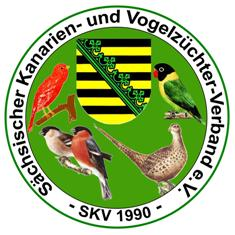 Sächsischer Kanarien- und Vogelzüchter-Verband e.V.
- SKV 1990 -